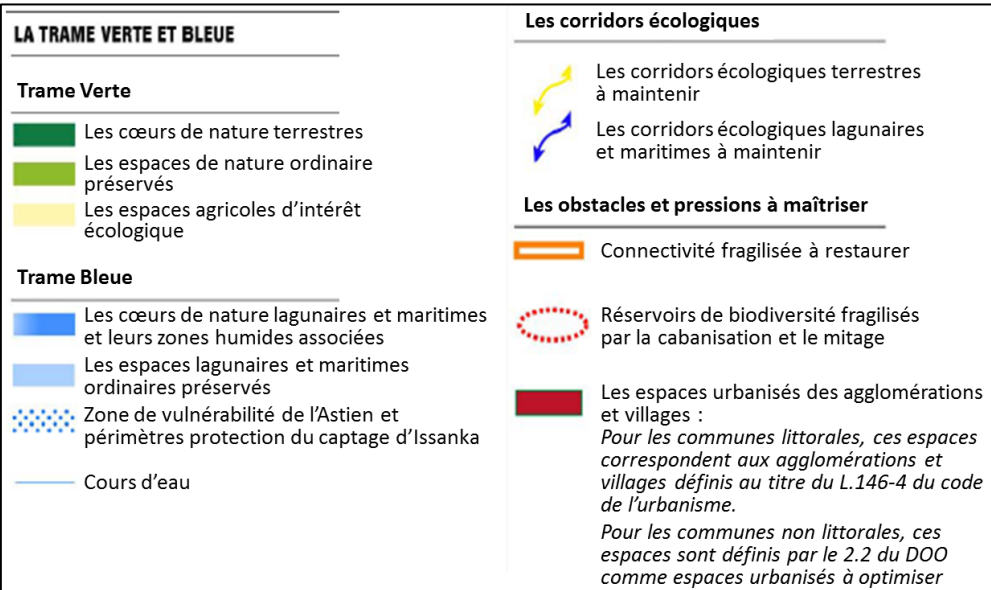 LA TRAME VERTE ET BLEUE
Trame Verte
Les cœurs de nature terrestres
Les espaces de nature ordinaire
préservés
Les espaces agricoles d’intérêt
écologique
Trame Bleue
Les cœurs de nature lagunaires et maritimes
et leurs zones humides associées
Les espaces lagunaires et maritimes
ordinaires préservés
Zone de vulnérabilité de l’Astien et
périmètres protection du captage d’Issanka
Cours d’eau
Les corridors écologiques
Les corridors écologiques terrestres
à maintenir
Les corridors écologiques lagunaires
et maritimes à maintenir
Les obstacles et pressions à maîtriser
Connectivité fragilisée à restaurer
Réservoirs de biodiversité fragilisés
par la cabanisation et le mitage
Les espaces urbanisés des agglomérations
et villages :
Pour les communes littorales, ces espaces
correspondent aux agglomérations et
villages définis au titre du L.146-4 du code
de l’urbanisme.
Pour les communes non littorales, ces
espaces sont définis par le 2.2 du DOO
comme espaces urbanisés à optimiser